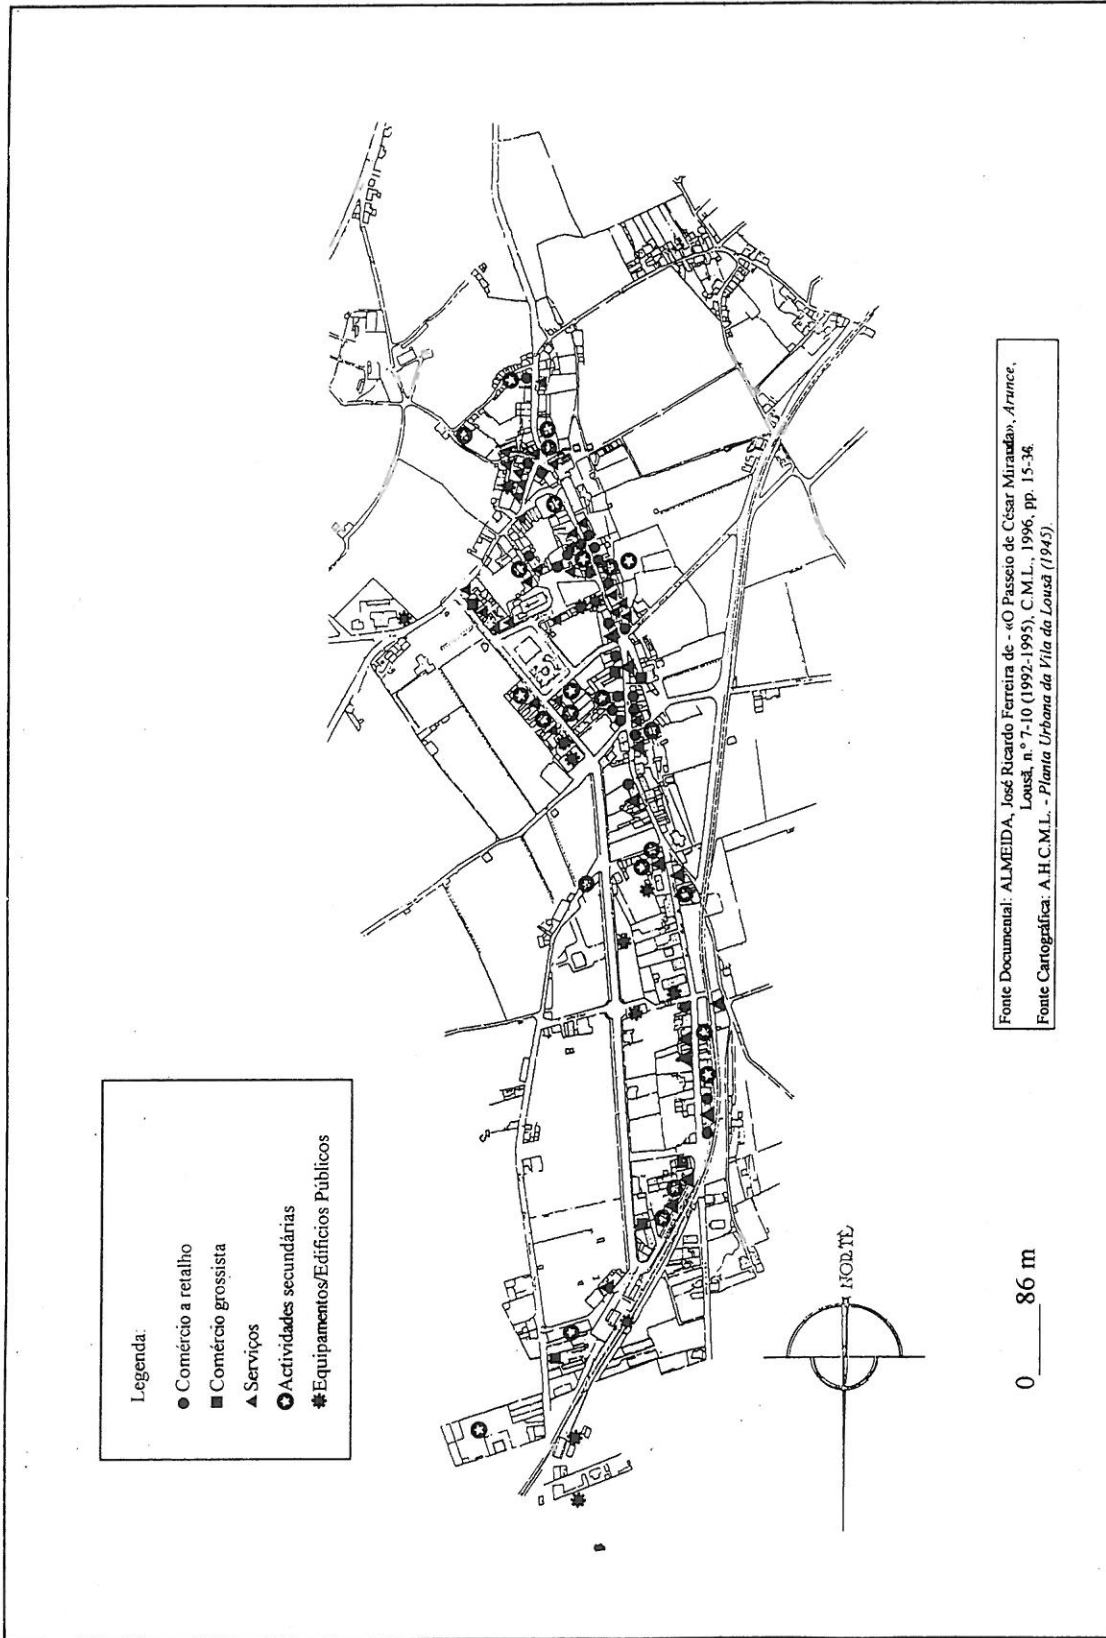 Legenda:
Comércio a retalho
Comércio grossista
Serviços
Actividades secundárias
Equipamentos/Edifícios Públicos
NORTE
0 86 m
Fonte Documental: ALMEIDA, José Ricardo Ferreira de - «O Passeio de César Miranda», Arunce,
Lousã, n.º 7-10 (1992-1995), C.M.L., 1996, pp. 15-36.
Fonte Cartográfica: A.H.C.M.L. - Planta Urbana da Vila da Lousã (1945).